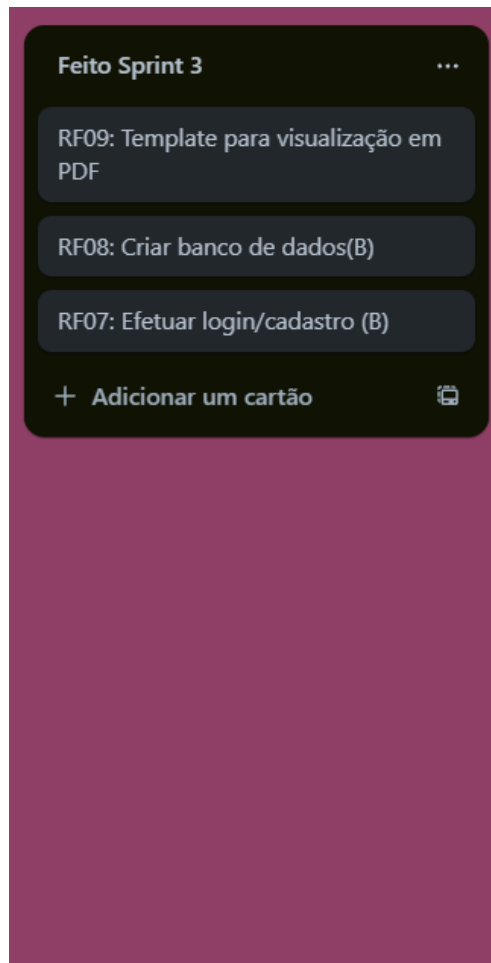 Feito Sprint 3
RF09: Template para visualização em
PDF
RF08: Criar banco de dados(B)
RF07: Efetuar login/cadastro (B)
+ Adicionar um cartão